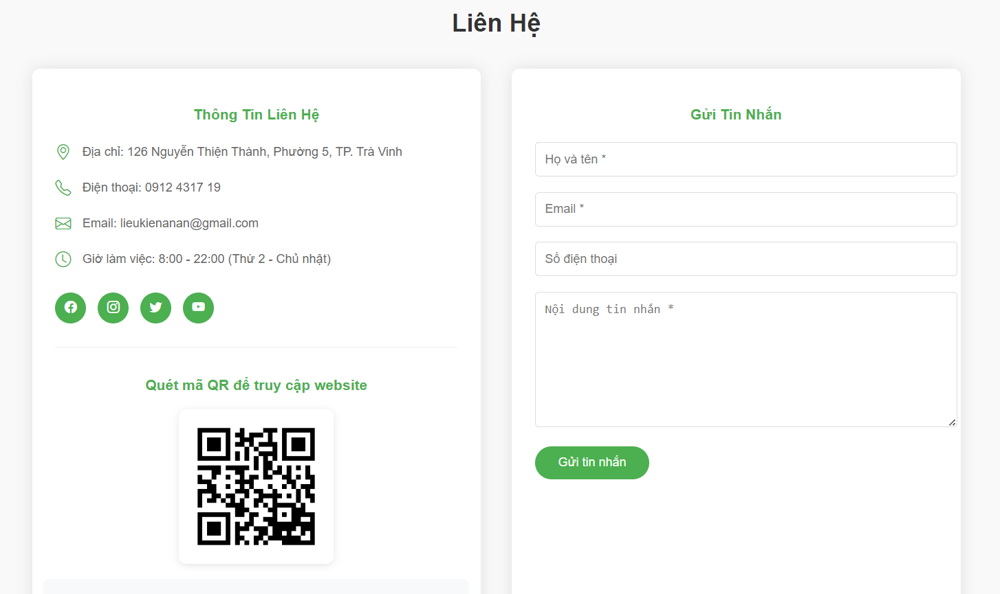 Liên Hệ
Thông Tin Liên Hệ
Địa chỉ: 126 Nguyễn Thiện Thành, Phường 5, TP. Trà Vinh
Điện thoại: 0912 4317 19
Email: lieukienanan@gmail.com
Giờ làm việc: 8:00 - 22:00 (Thứ 2 - Chủ nhật)
Quét mã QR để truy cập website
Gửi Tin Nhắn
Họ và tên *
Email *
Số điện thoại
Nội dung tin nhắn *
Gửi tin nhắn